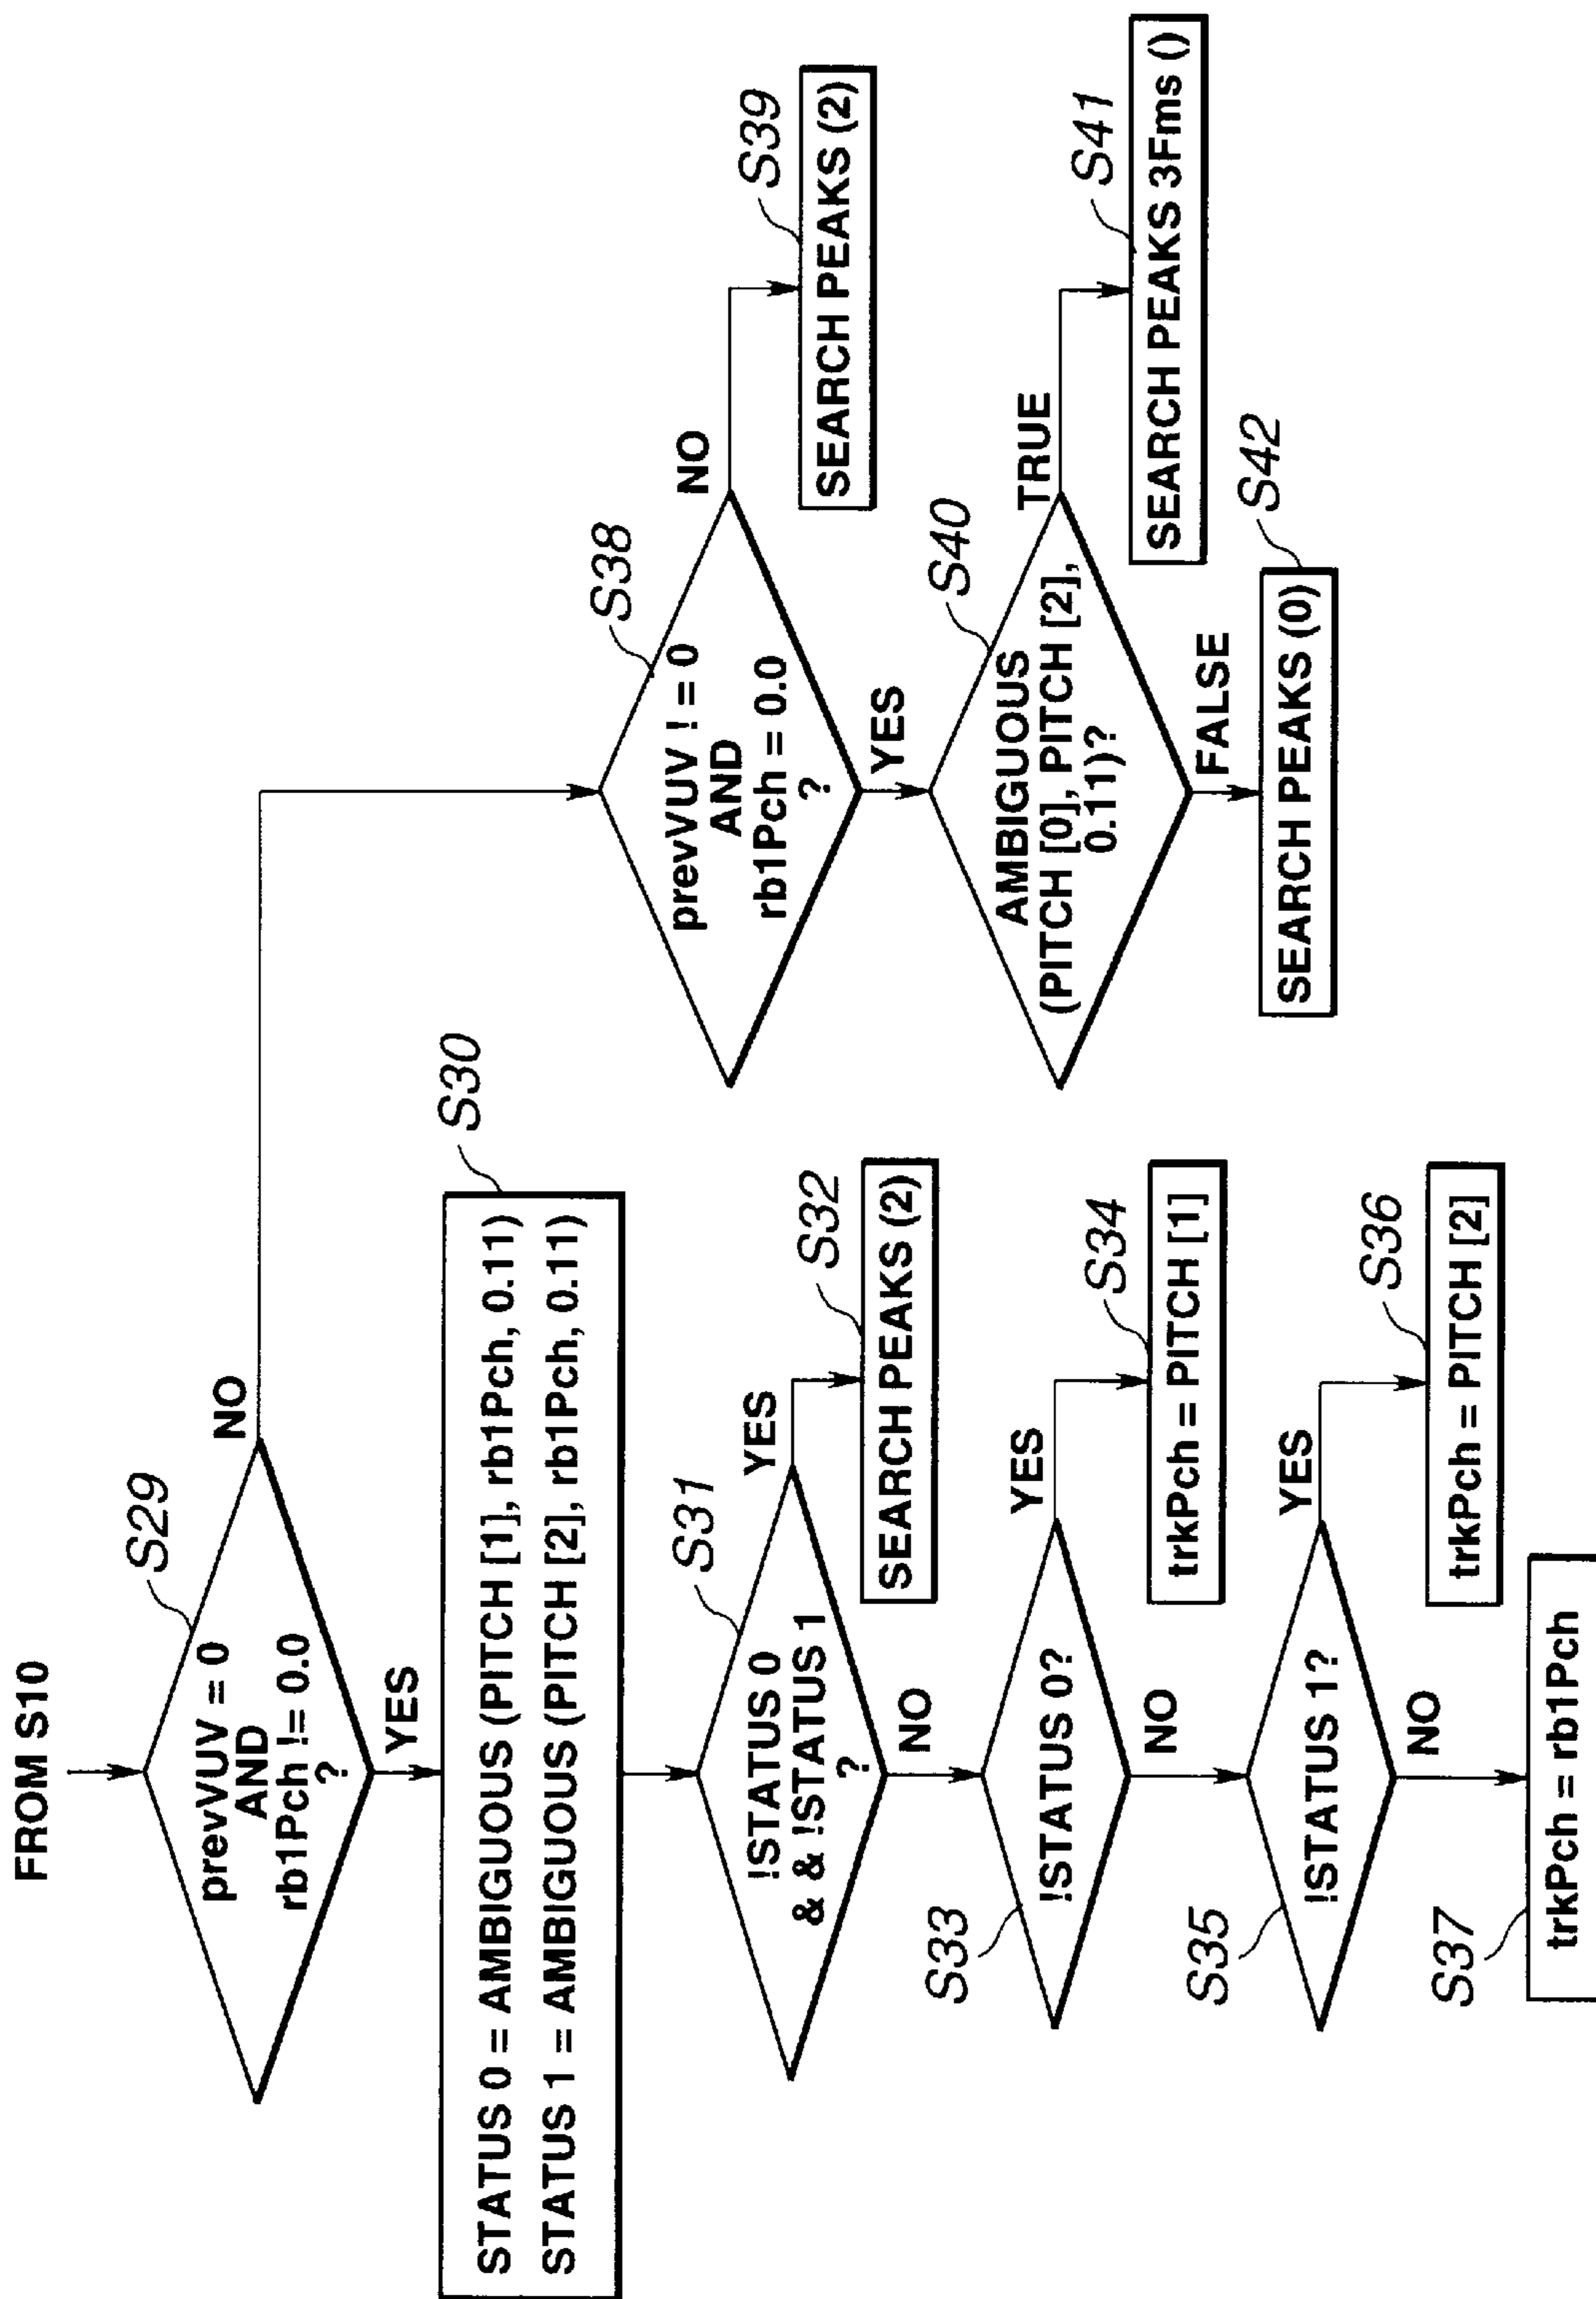 FROM S10
S29
prevVUV = 0
AND
rb1Pch != 0.0
?
NO
YES
S30
STATUS 0 = AMBIGUOUS (PITCH [1], rb1Pch, 0.11)
STATUS 1 = AMBIGUOUS (PITCH [2], rb1Pch, 0.11)
S31
!STATUS 0
& & !STATUS 1
?
YES
S32
SEARCH PEAKS (2)
NO
S33
!STATUS 0?
YES
S34
trkPch = PITCH [1]
NO
S35
!STATUS 1?
YES
S36
trkPch = PITCH [2]
NO
S37
trkPch = rb1Pch
S38
prevVUV ! = 0
AND
rb1Pch = 0.0
?
NO
S39
SEARCH PEAKS (2)
YES
S40
AMBIGUOUS
(PITCH [0], PITCH [2],
0.11)?
TRUE
S41
SEARCH PEAKS 3Fms ()
FALSE
S42
SEARCH PEAKS (0)